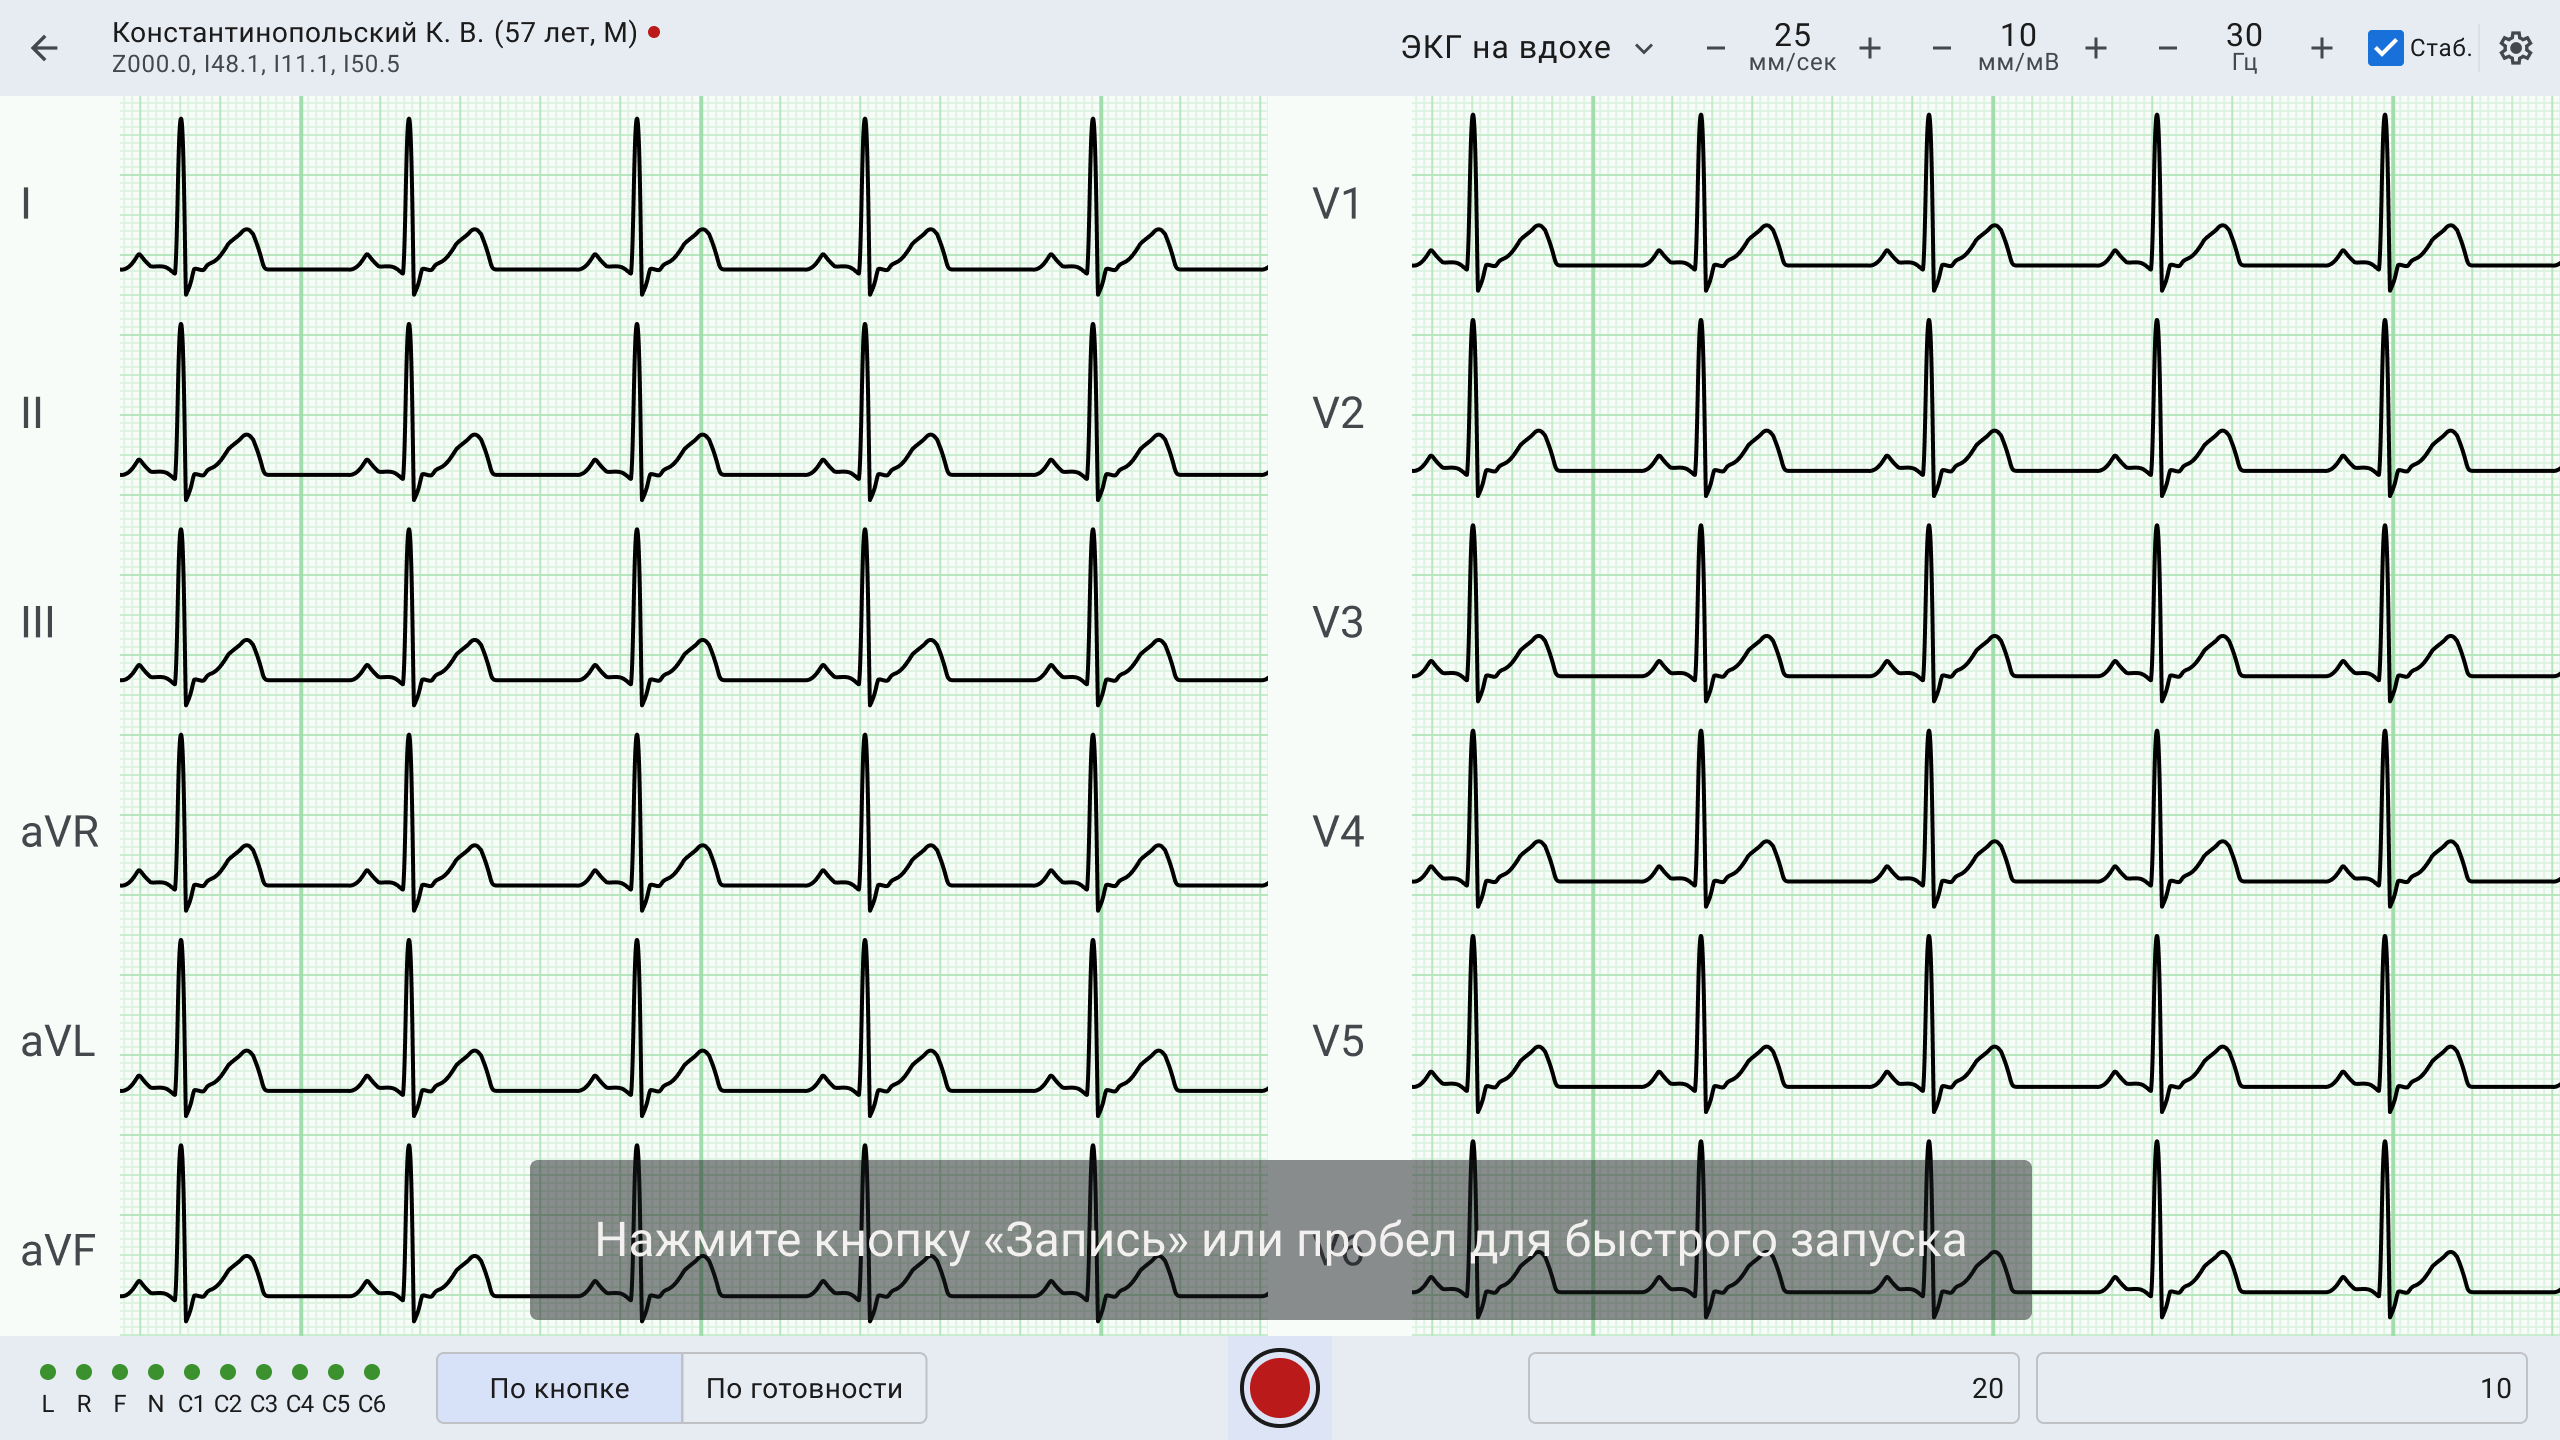 Константинопольский К. В. (57 лет, М)
Z000.0, I48.1, I11.1, I50.5
ЭКГ на вдохе
25
мм/сек
10
мм/мВ
30
Гц
Стаб.
I
II
III
aVR
aVL
aVF
V1
V2
V3
V4
V5
V6
Нажмите кнопку «Запись» или пробел для быстрого запуска
L R F N C1 C2 C3 C4 C5 C6
По кнопке
По готовности
20
10